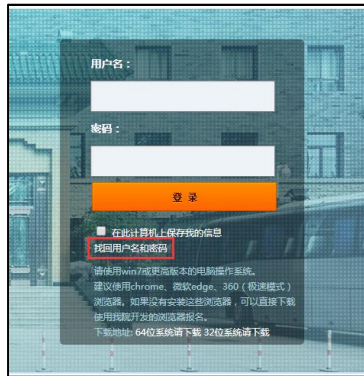 用户名：
密码：
登 录
在此计算机上保存我的信息
找回用户名和密码
请使用win7或更高版本的电脑操作系统。
建议使用chrome、微软edge、360（极速模式）
浏览器。如果没有安装这些浏览器，可以直接下载
使用我院开发的浏览器报名。
下载地址: 64位系统请下载 32位系统请下载